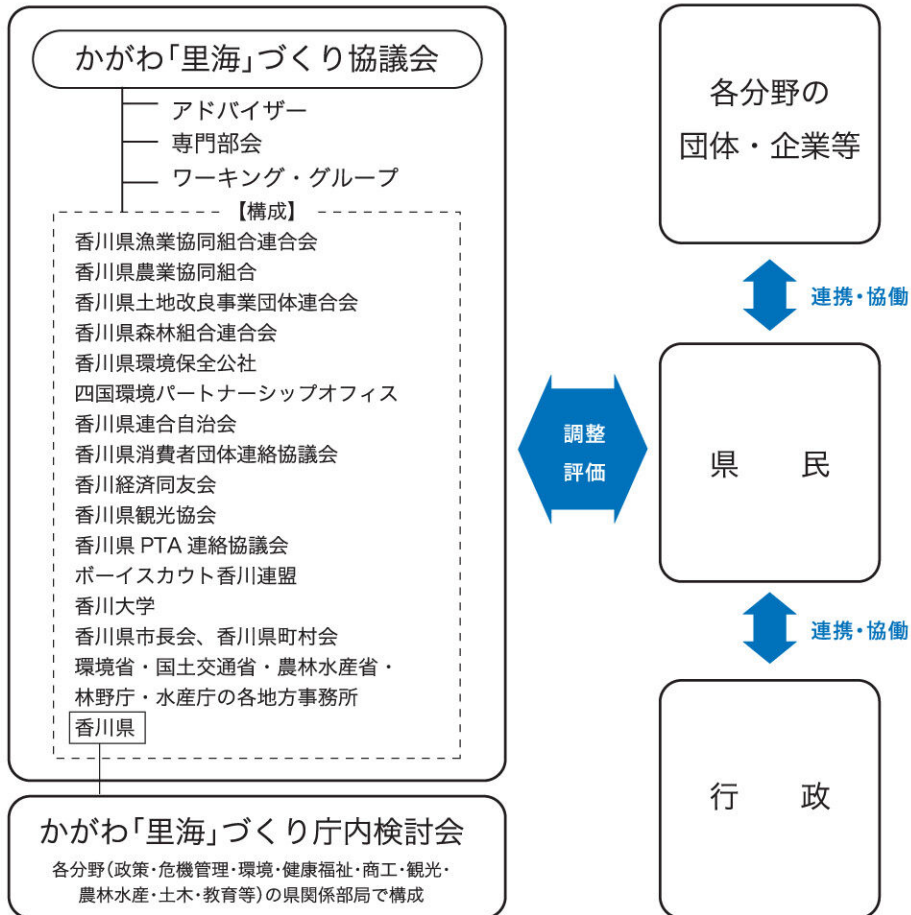 かがわ「里海」づくり協議会
アドバイザー
専門部会
ワーキング・グループ
【構成】
香川県漁業協同組合連合会
香川県農業協同組合
香川県土地改良事業団体連合会
香川県森林組合連合会
香川県環境保全公社
四国環境パートナーシップオフィス
香川県連合自治会
香川県消費者団体連絡協議会
香川経済同友会
香川県観光協会
香川県 PTA 連絡協議会
ボーイスカウト香川連盟
香川大学
香川県市長会、香川県町村会
環境省・国土交通省・農林水産省・
林野庁・水産庁の各地方事務所
香川県
かがわ「里海」づくり庁内検討会
各分野(政策・危機管理・環境・健康福祉・商工・観光・
農林水産・土木・教育等)の県関係部局で構成
調整
評価
各分野の
団体・企業等
連携・協働
県　民
連携・協働
行　政